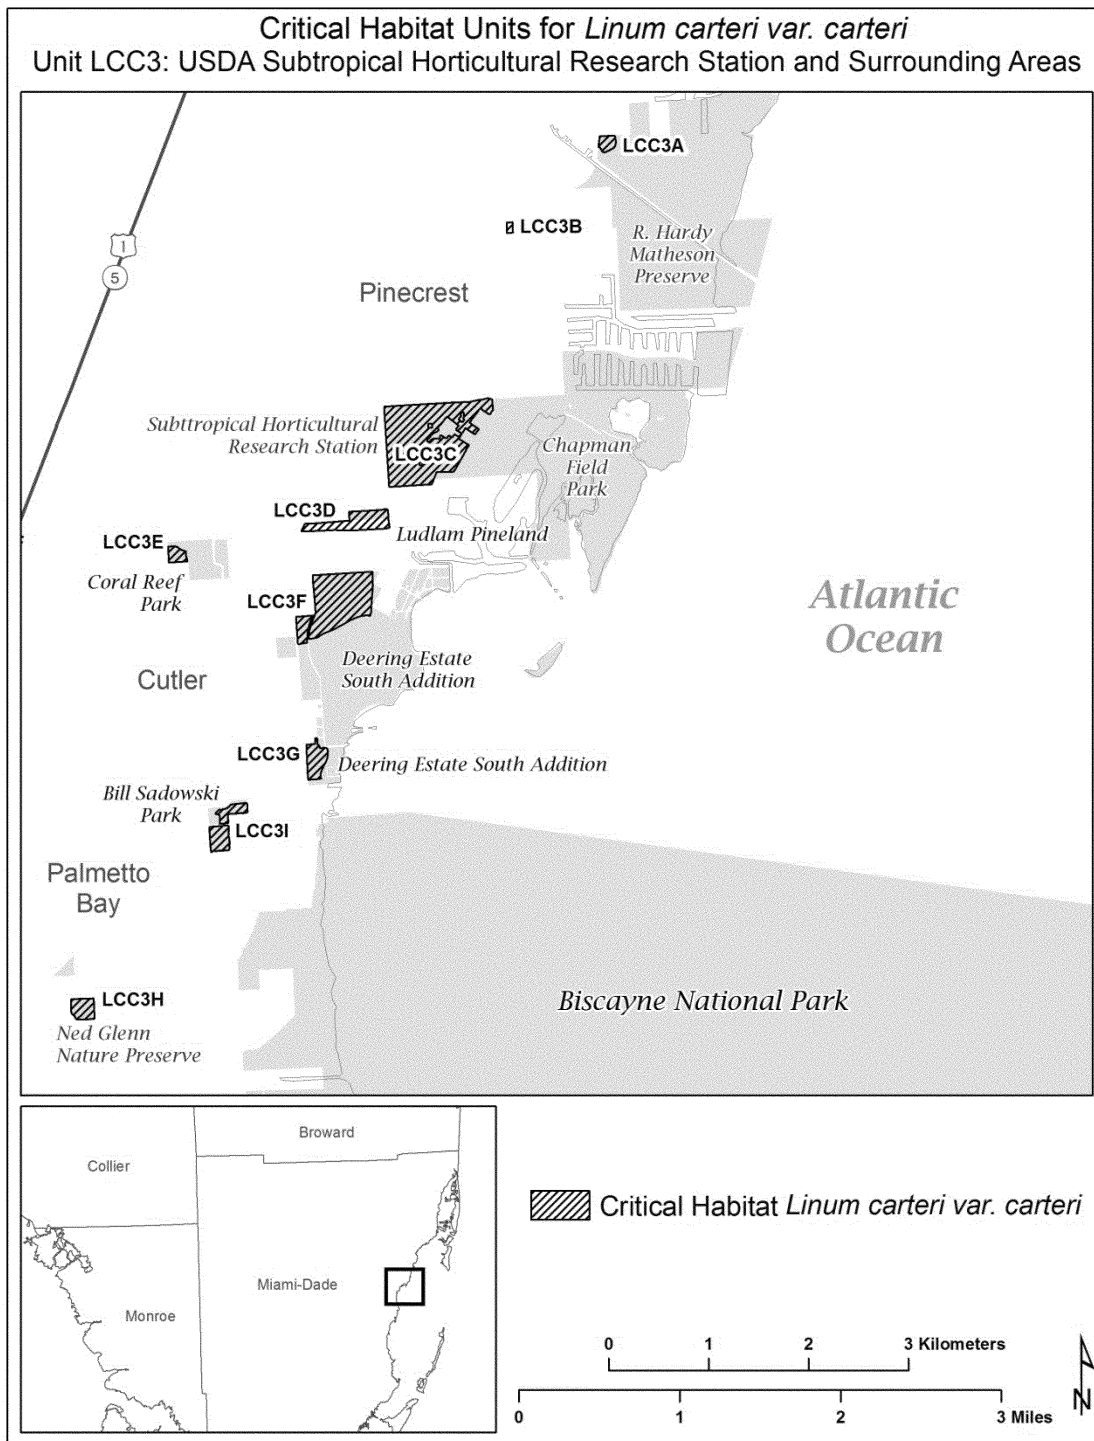 Critical Habitat Units for Linum carteri var. carteri
Unit LCC3: USDA Subtropical Horticultural Research Station and Surrounding Areas
LCC3A
LCC3B
R. Hardy
Matheson
Preserve
1
5
Pinecrest
Subttropical Horticultural
Research Station
LCC3C
Chapman
Field
Park
LCC3D
Ludlam Pineland
LCC3E
Coral Reef
Park
LCC3F
Atlantic
Ocean
Deering Estate
South Addition
Cutler
LCC3G
Deering Estate South Addition
Bill Sadowski
Park
LCC3I
Palmetto
Bay
LCC3H
Biscayne National Park
Ned Glenn
Nature Preserve
Broward
Collier
Miami-Dade
Monroe
Critical Habitat Linum carteri var. carteri
0 1 2 3 Kilometers
0 1 2 3 Miles
N